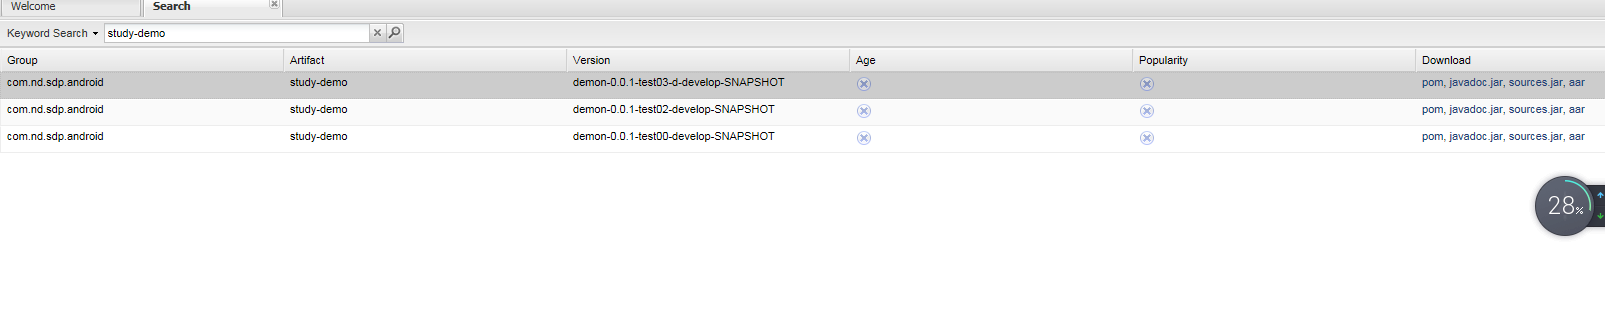 Welcome Search
Keyword Search study-demo
Group Artifact Version Age Popularity Download
com.nd.sdp.android study-demo demon-0.0.1-test03-d-develop-SNAPSHOT pom, javadoc.jar, sources.jar, aar
com.nd.sdp.android study-demo demon-0.0.1-test02-develop-SNAPSHOT pom, javadoc.jar, sources.jar, aar
com.nd.sdp.android study-demo demon-0.0.1-test00-develop-SNAPSHOT pom, javadoc.jar, sources.jar, aar
28%